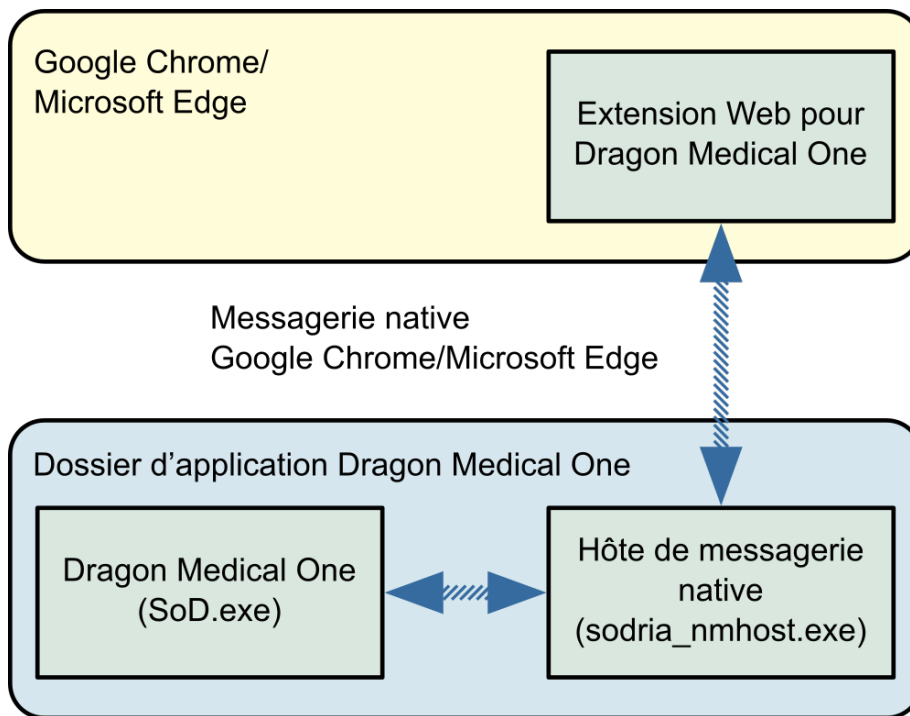 Google Chrome/
Microsoft Edge
Extension Web pour
Dragon Medical One
Messagerie native
Google Chrome/Microsoft Edge
Dossier d’application Dragon Medical One
Dragon Medical One
(SoD.exe)
Hôte de messagerie
native
(sodria_nmhost.exe)